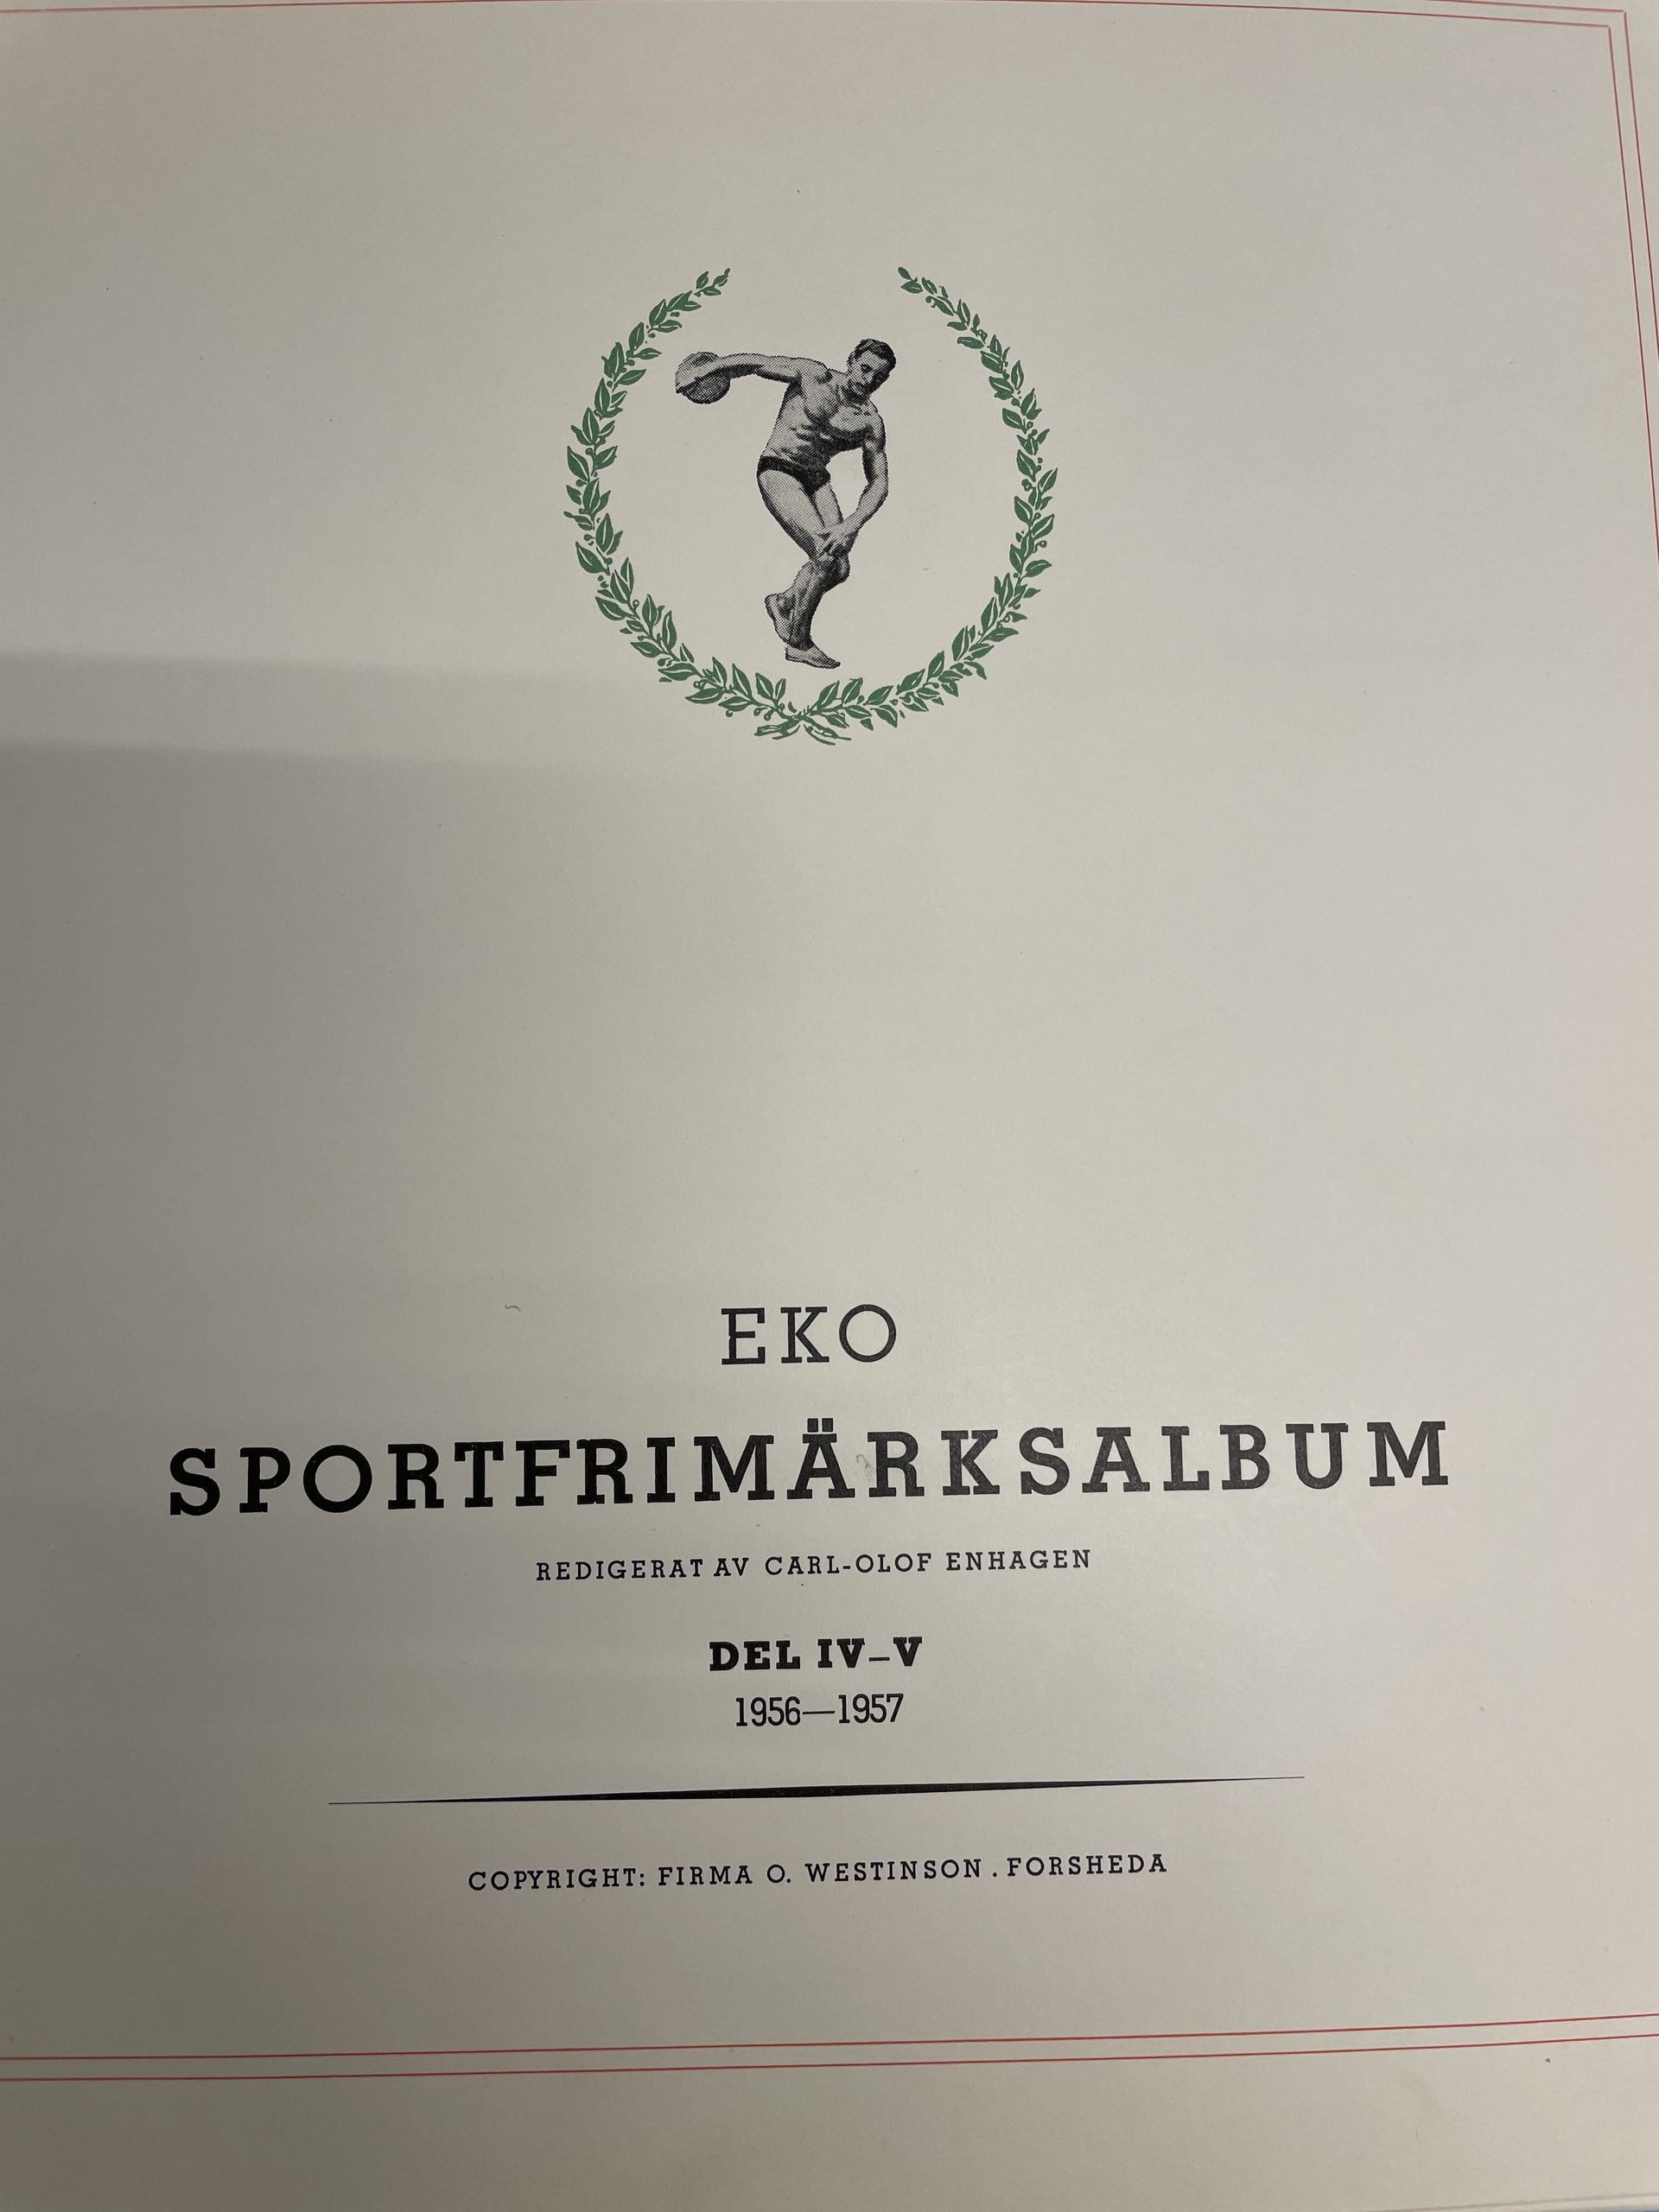 EKO
SPORTFRIMÄRKSALBUM
REDIGERAT AV CARL-OLOF ENHAGEN
DEL IV–V
1956—1957
COPYRIGHT: FIRMA O. WESTINSON . FORSHEDA